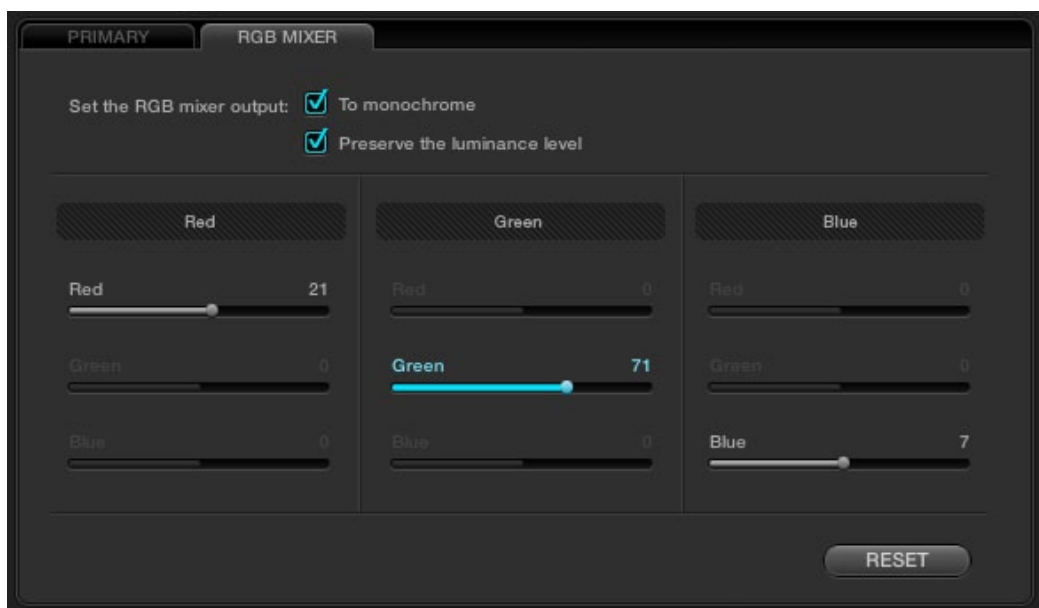 PRIMARY
RGB MIXER
Set the RGB mixer output: To monochrome
Preserve the luminance level
Red
Green
Blue
Red 21
Red 0
Red 0
Green 0
Green 71
Green 0
Blue 0
Blue 0
Blue 7
RESET